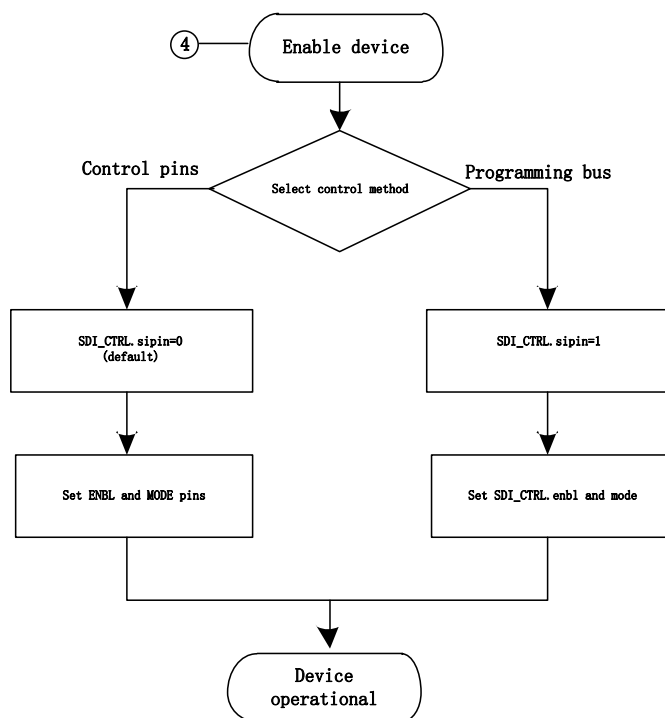 4
Enable device
Control pins
Programming bus
Select control method
SDI_CTRL.sipin=0
(default)
SDI_CTRL.sipin=1
Set ENBL and MODE pins
Set SDI_CTRL.enbl and mode
Device
operational